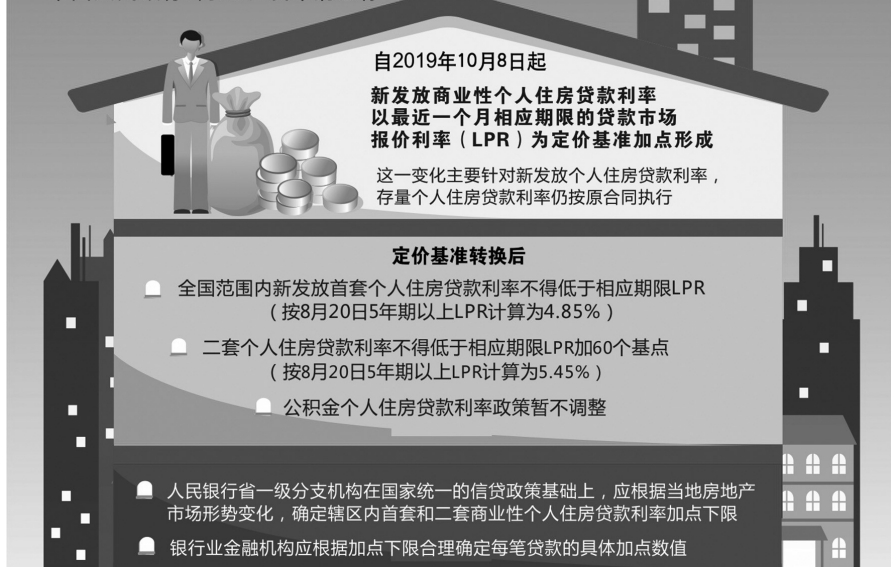 自2019年10月8日起
新发放商业性个人住房贷款利率
以最近一个月相应期限的贷款市场
报价利率（LPR）为定价基准加点形成
这一变化主要针对新发放个人住房贷款利率，
存量个人住房贷款利率仍按原合同执行
定价基准转换后
全国范围内新发放首套个人住房贷款利率不得低于相应期限LPR
（按8月20日5年期以上LPR计算为4.85%）
二套个人住房贷款利率不得低于相应期限LPR加60个基点
（按8月20日5年期以上LPR计算为5.45%）
公积金个人住房贷款利率政策暂不调整
人民银行省一级分支机构在国家统一的信贷政策基础上，应根据当地房地产
市场形势变化，确定辖区内首套和二套商业性个人住房贷款利率加点下限
银行业金融机构应根据加点下限合理确定每笔贷款的具体加点数值